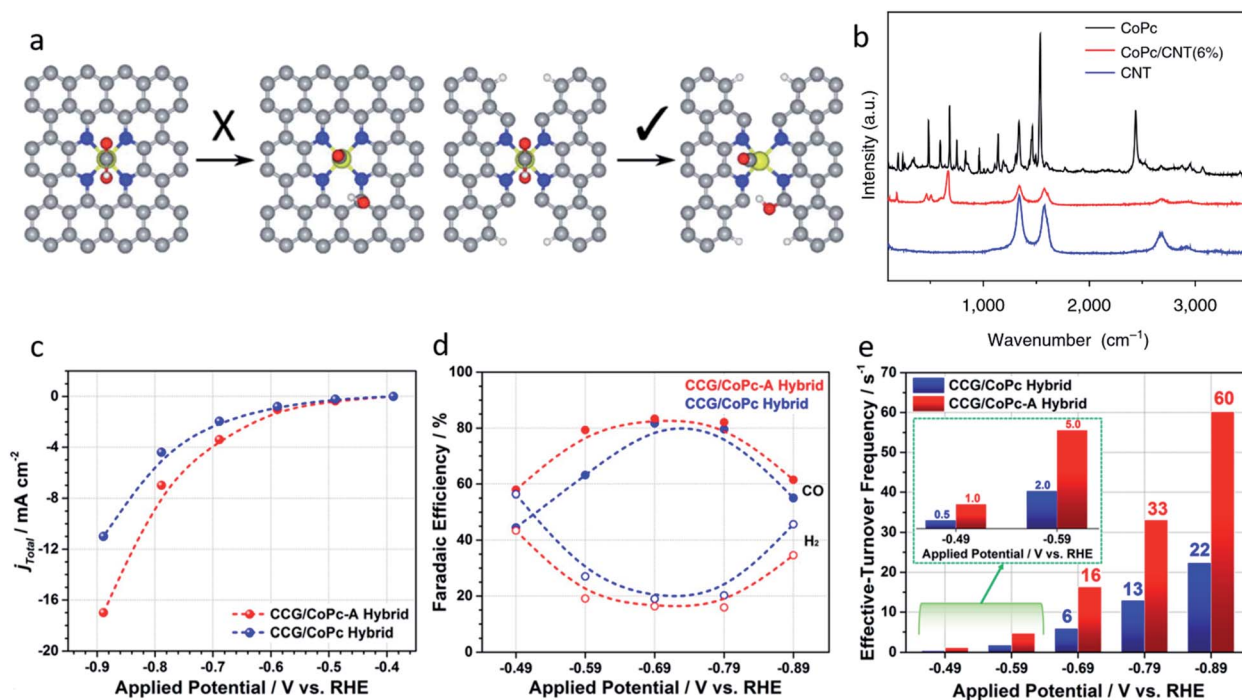 a
X
✓
b
CoPc
CoPc/CNT(6%)
CNT
Intensity (a.u.)
1,000 2,000 3,000
Wavenumber (cm⁻¹)
c
j_Total / mA cm⁻²
0
-4
-8
-12
-16
-20
CCG/CoPc-A Hybrid
CCG/CoPc Hybrid
-0.9 -0.8 -0.7 -0.6 -0.5 -0.4
Applied Potential / V vs. RHE
d
Faradaic Efficiency / %
100
80
60
40
20
0
CCG/CoPc-A Hybrid
CCG/CoPc Hybrid
CO
H₂
-0.49 -0.59 -0.69 -0.79 -0.89
Applied Potential / V vs. RHE
e
Effective-Turnover Frequency / s⁻¹
70
60
50
40
30
20
10
0
CCG/CoPc Hybrid
CCG/CoPc-A Hybrid
0.5 1.0 2.0 5.0
-0.49 -0.59
Applied Potential / V vs. RHE
6 16 13 33 22 60
-0.49 -0.59 -0.69 -0.79 -0.89
Applied Potential / V vs. RHE